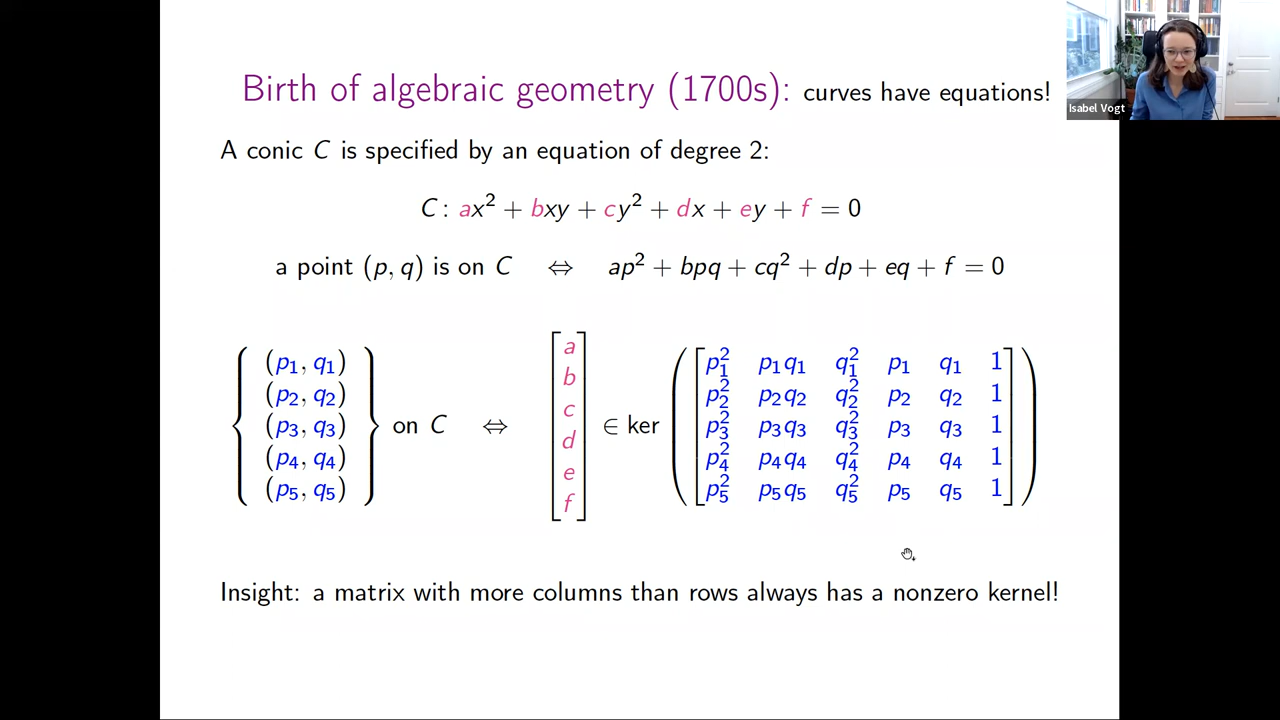 Birth of algebraic geometry (1700s): curves have equations!
Isabel Vogt
A conic C is specified by an equation of degree 2:
C: ax² + bxy + cy² + dx + ey + f = 0
a point (p, q) is on C ⇔ ap² + bpq + cq² + dp + eq + f = 0
{ (p₁, q₁) (p₂, q₂) (p₃, q₃) (p₄, q₄) (p₅, q₅) } on C ⇔ [ a b c d e f ] ∈ ker ( [
p₁² p₁q₁ q₁² p₁ q₁ 1
p₂² p₂q₂ q₂² p₂ q₂ 1
p₃² p₃q₃ q₃² p₃ q₃ 1
p₄² p₄q₄ q₄² p₄ q₄ 1
p₅² p₅q₅ q₅² p₅ q₅ 1 ] )
Insight: a matrix with more columns than rows always has a nonzero kernel!